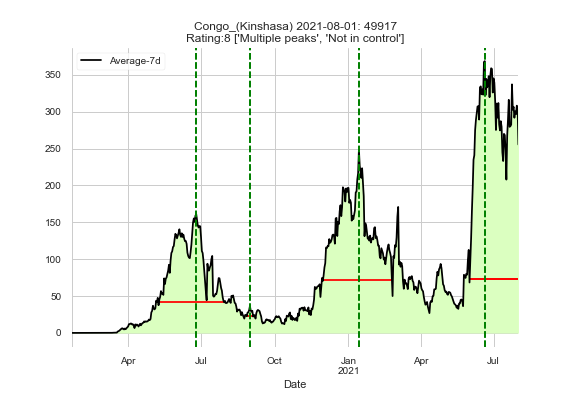 Congo_(Kinshasa) 2021-08-01: 49917
Rating:8 ['Multiple peaks', 'Not in control']
Average-7d
350
300
250
200
150
100
50
0
Apr
Jul
Oct
Jan
2021
Apr
Jul
Date